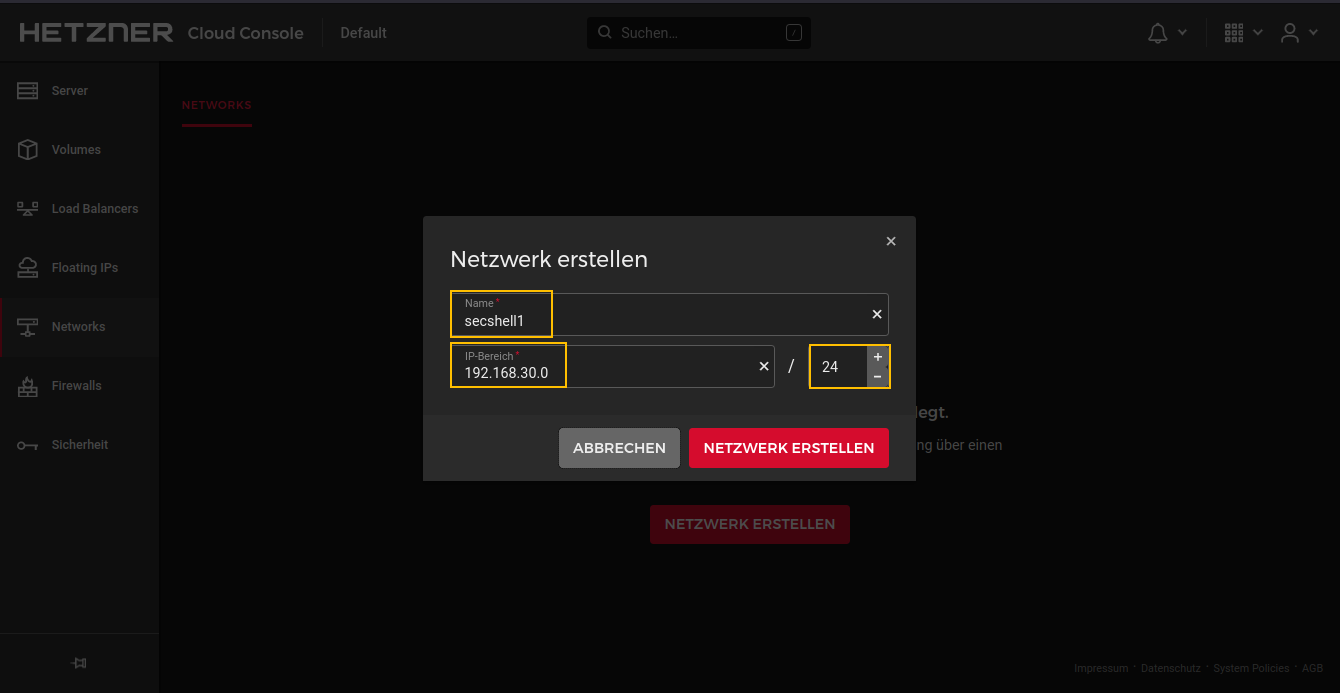 HETZNER Cloud Console Default Suchen... /
Server
Volumes
Load Balancers
Floating IPs
Networks
Firewalls
Sicherheit
NETWORKS
Netzwerk erstellen
Name *
secshell1
IP-Bereich *
192.168.30.0 / 24
ABBRECHEN NETZWERK ERSTELLEN
legt.
ng über einen
NETZWERK ERSTELLEN
Impressum · Datenschutz · System Policies · AGB